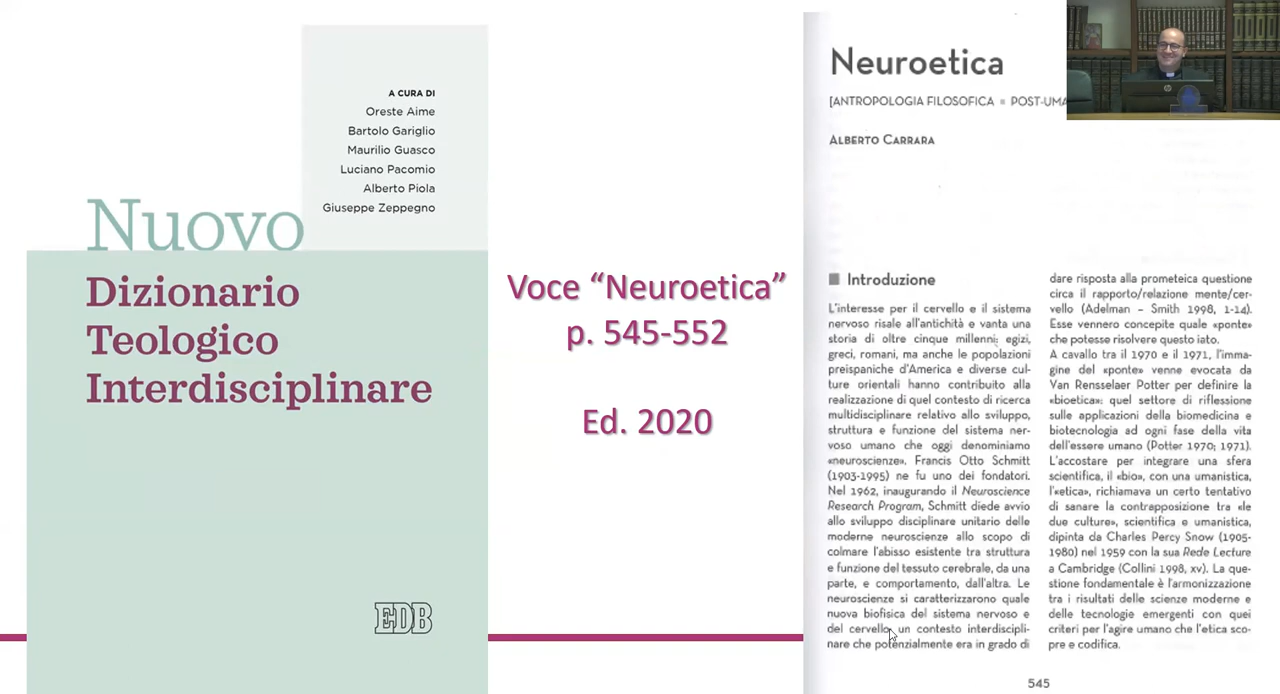 A CURA DI
Oreste Aime
Bartolo Gariglio
Maurilio Guasco
Luciano Pacomio
Alberto Piola
Giuseppe Zeppegno
Nuovo
Dizionario
Teologico
Interdisciplinare
EDB
Voce “Neuroetica”
p. 545-552
Ed. 2020
Neuroetica
[ANTROPOLOGIA FILOSOFICA ■ POST-UMA
ALBERTO CARRARA
■ Introduzione
L'interesse per il cervello e il sistema
nervoso risale all'antichità e vanta una
storia di oltre cinque millenni: egizi,
greci, romani, ma anche le popolazioni
preispaniche d'America e diverse cul-
ture orientali hanno contribuito alla
realizzazione di quel contesto di ricerca
multidisciplinare relativo allo sviluppo,
struttura e funzione del sistema ner-
voso umano che oggi denominiamo
«neuroscienze». Francis Otto Schmitt
(1903-1995) ne fu uno dei fondatori.
Nel 1962, inaugurando il Neuroscience
Research Program, Schmitt diede avvio
allo sviluppo disciplinare unitario delle
moderne neuroscienze allo scopo di
colmare l'abisso esistente tra struttura
e funzione del tessuto cerebrale, da una
parte, e comportamento, dall'altra. Le
neuroscienze si caratterizzarono quale
nuova biofisica del sistema nervoso e
del cervello, un contesto interdiscipli-
nare che potenzialmente era in grado di
dare risposta alla prometeica questione
circa il rapporto/relazione mente/cer-
vello (Adelman – Smith 1998, 1-14).
Esse vennero concepite quale «ponte»
che potesse risolvere questo iato.
A cavallo tra il 1970 e il 1971, l'imma-
gine del «ponte» venne evocata da
Van Rensselaer Potter per definire la
«bioetica»: quel settore di riflessione
sulle applicazioni della biomedicina e
biotecnologia ad ogni fase della vita
dell'essere umano (Potter 1970; 1971).
L'accostare per integrare una sfera
scientifica, il «bio», con una umanistica,
l'«etica», richiamava un certo tentativo
di sanare la contrapposizione tra «le
due culture», scientifica e umanistica,
dipinta da Charles Percy Snow (1905-
1980) nel 1959 con la sua Rede Lecture
a Cambridge (Collini 1998, xv). La que-
stione fondamentale è l'armonizzazione
tra i risultati delle scienze moderne e
delle tecnologie emergenti con quei
criteri per l'agire umano che l'etica sco-
pre e codifica.
545